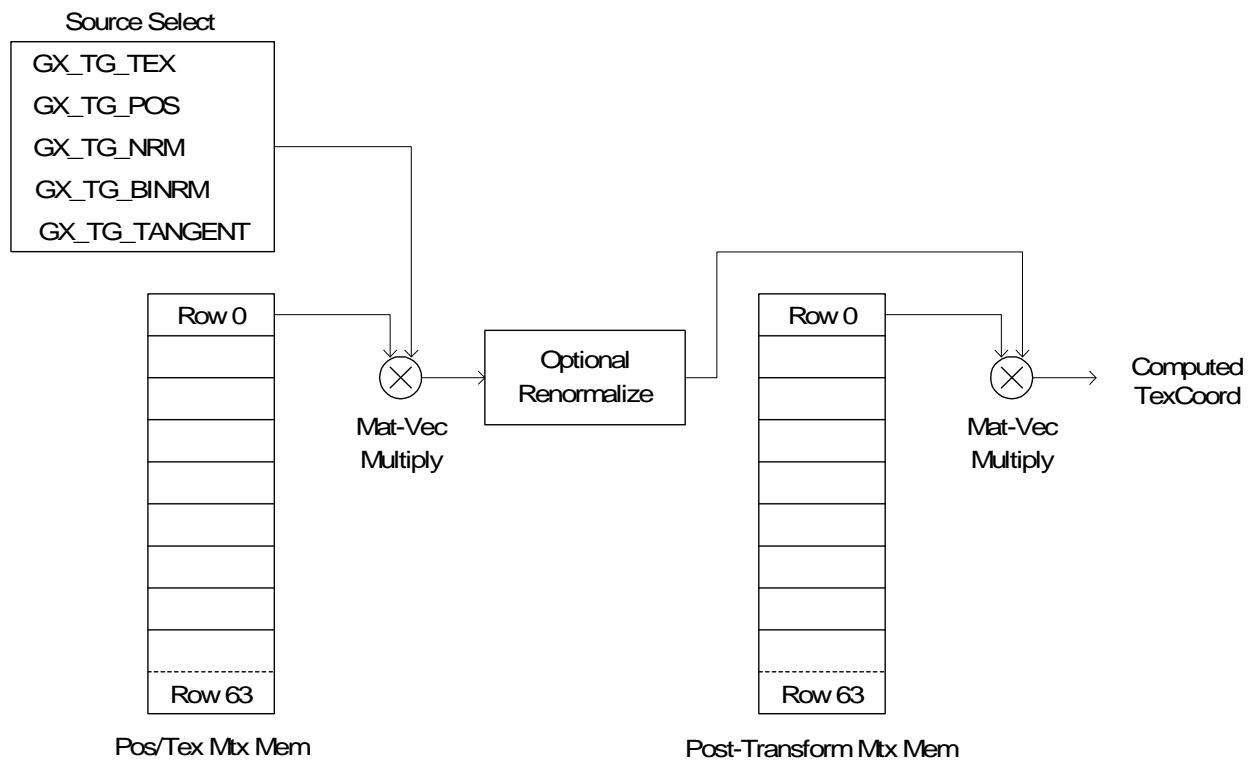 Source Select
GX_TG_TEX
GX_TG_POS
GX_TG_NRM
GX_TG_BINRM
GX_TG_TANGENT
Row 0
Row 63
Pos/Tex Mtx Mem
Mat-Vec
Multiply
Optional
Renormalize
Row 0
Row 63
Post-Transform Mtx Mem
Mat-Vec
Multiply
Computed
TexCoord